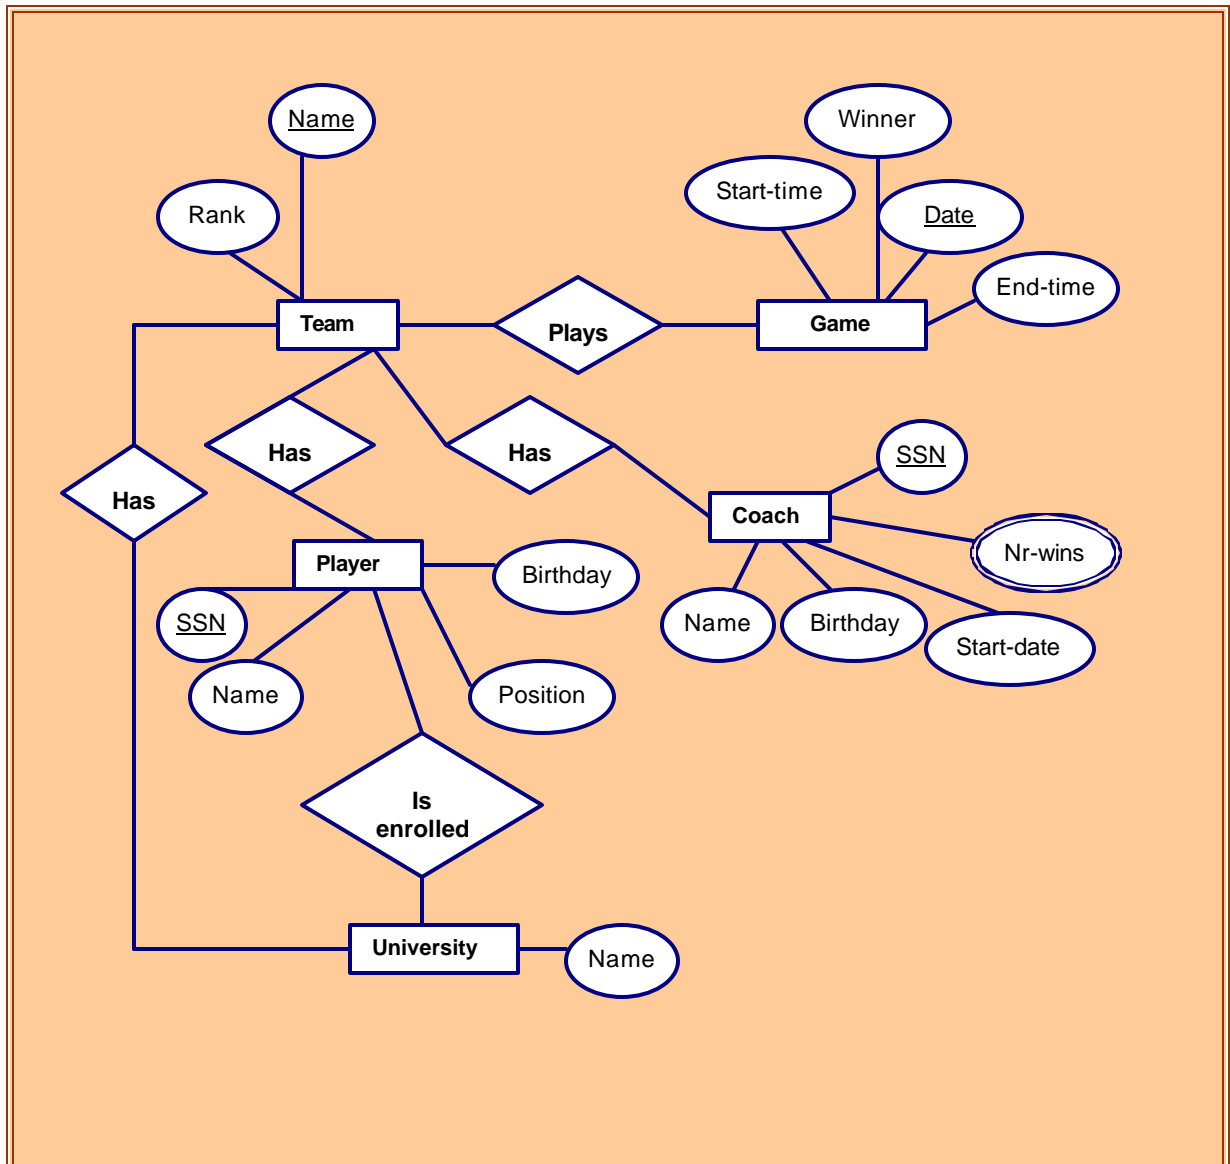 Name
Winner
Start-time
Rank
Date
End-time
Team
Plays
Game
Has
Has
SSN
Has
Coach
Nr-wins
Player
Birthday
SSN
Name
Birthday
Start-date
Name
Position
Is
enrolled
University
Name